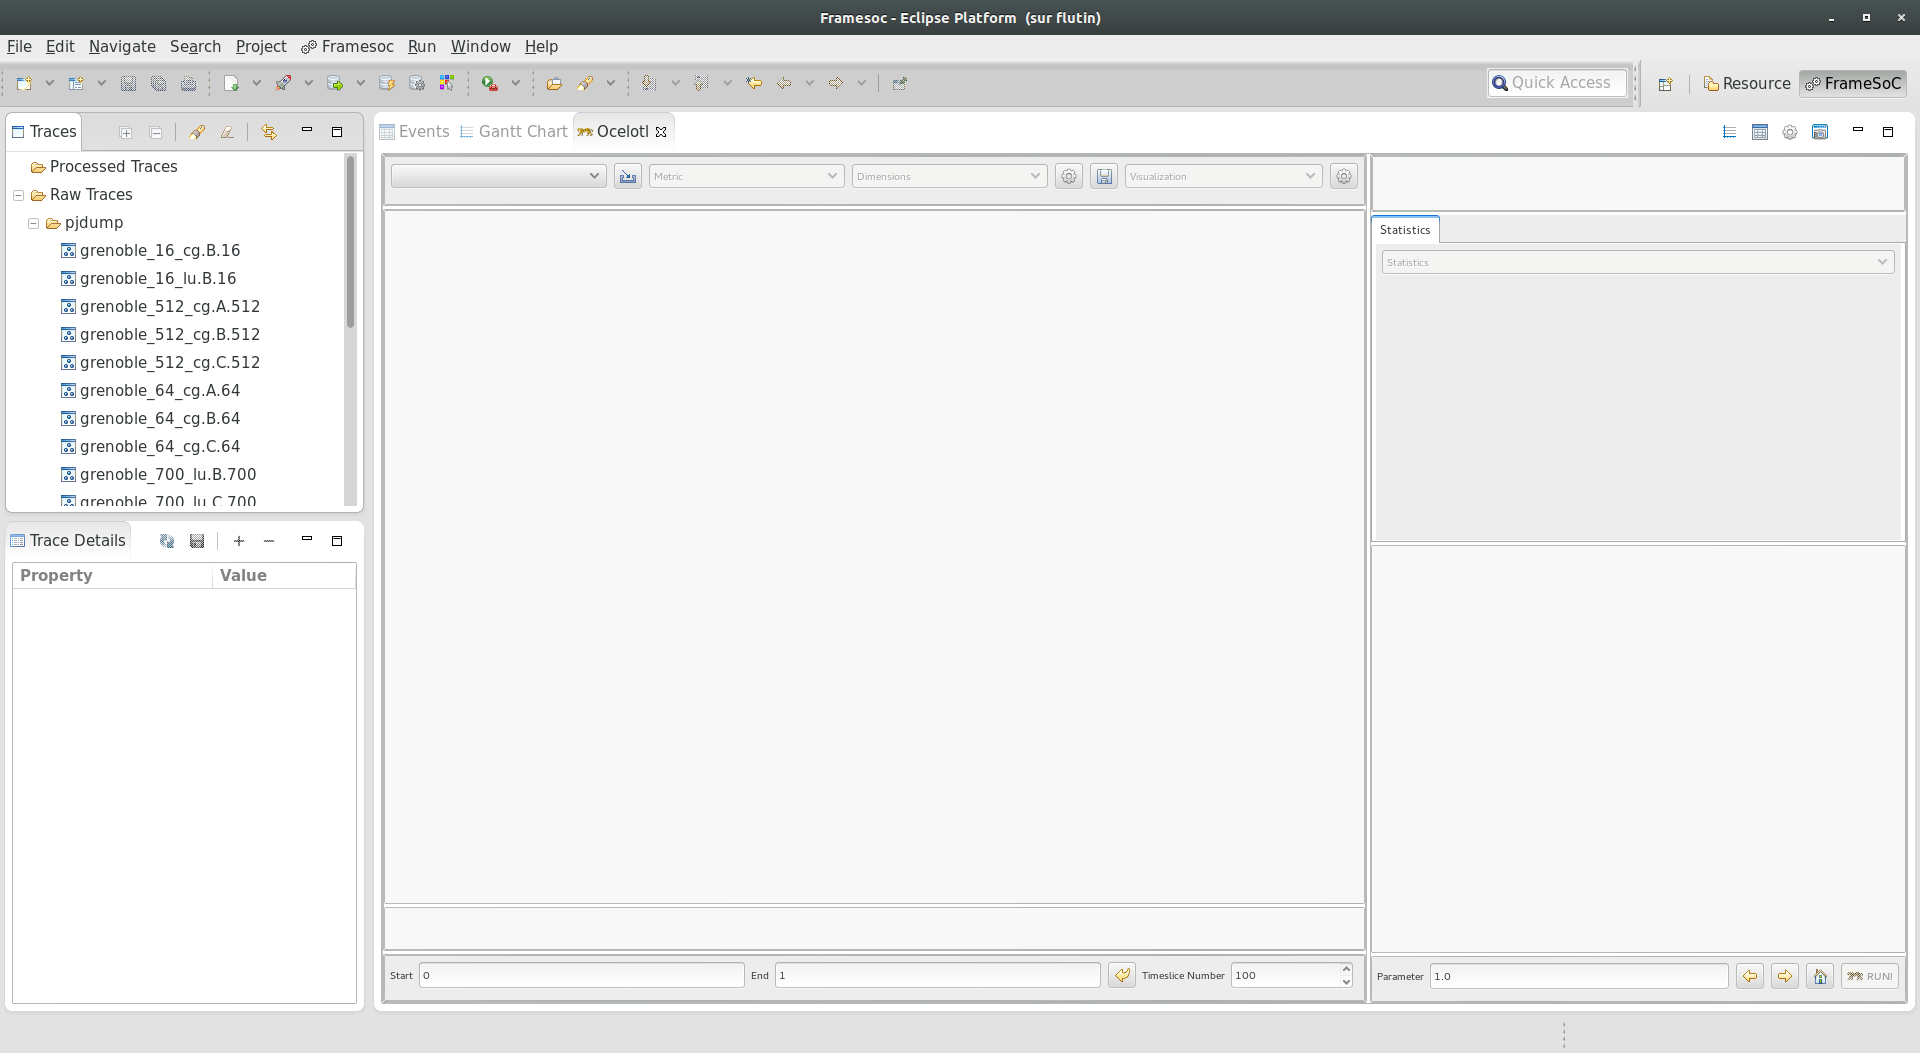 Framesoc - Eclipse Platform (sur flutin)
File Edit Navigate Search Project Framesoc Run Window Help
Quick Access Resource FrameSoC
Traces
Processed Traces
Raw Traces
pjdump
grenoble_16_cg.B.16
grenoble_16_lu.B.16
grenoble_512_cg.A.512
grenoble_512_cg.B.512
grenoble_512_cg.C.512
grenoble_64_cg.A.64
grenoble_64_cg.B.64
grenoble_64_cg.C.64
grenoble_700_lu.B.700
grenoble_700_lu.C.700
Trace Details
Property Value
Events Gantt Chart Ocelotl
Metric Dimensions Visualization
Statistics
Statistics
Start 0 End 1 Timeslice Number 100
Parameter 1.0 RUN!